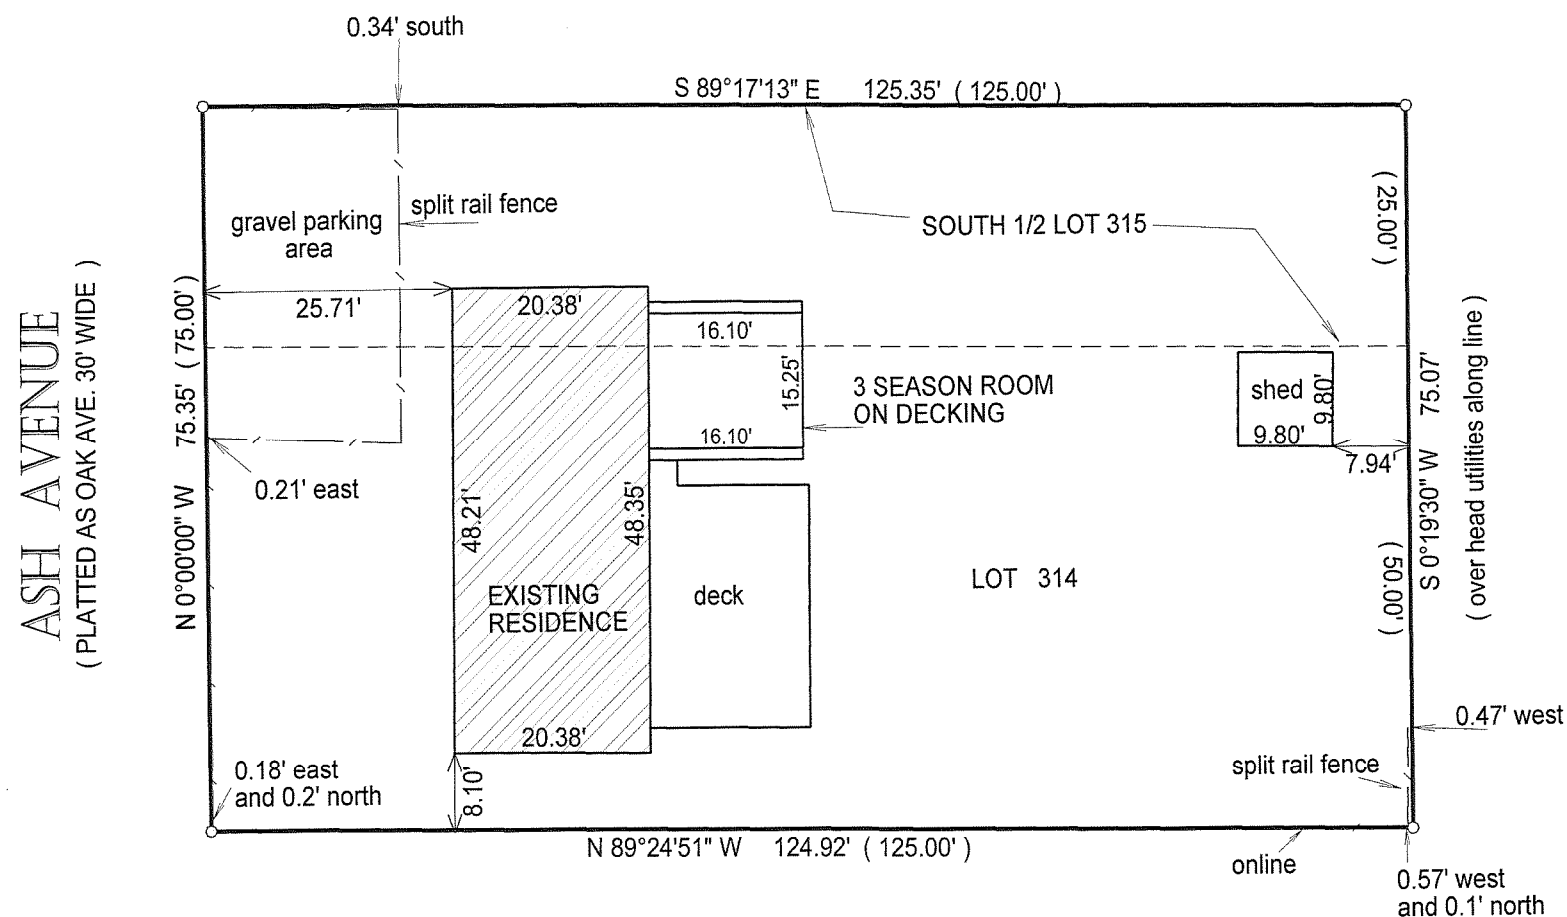 0.34' south
S 89°17'13" E 125.35' ( 125.00' )
ASH AVENUE
( PLATTED AS OAK AVE. 30' WIDE )
N 0°00'00" W 75.35' ( 75.00' )
gravel parking
area
split rail fence
SOUTH 1/2 LOT 315
( 25.00' )
25.71'
20.38'
16.10'
15.25'
3 SEASON ROOM
ON DECKING
16.10'
shed
9.80'
9.80'
7.94'
S 0°19'30" W 75.07'
( over head utilities along line )
0.21' east
48.21'
48.35'
EXISTING
RESIDENCE
deck
LOT 314
( 50.00' )
20.38'
8.10'
0.18' east
and 0.2' north
0.47' west
split rail fence
N 89°24'51" W 124.92' ( 125.00' )
online
0.57' west
and 0.1' north